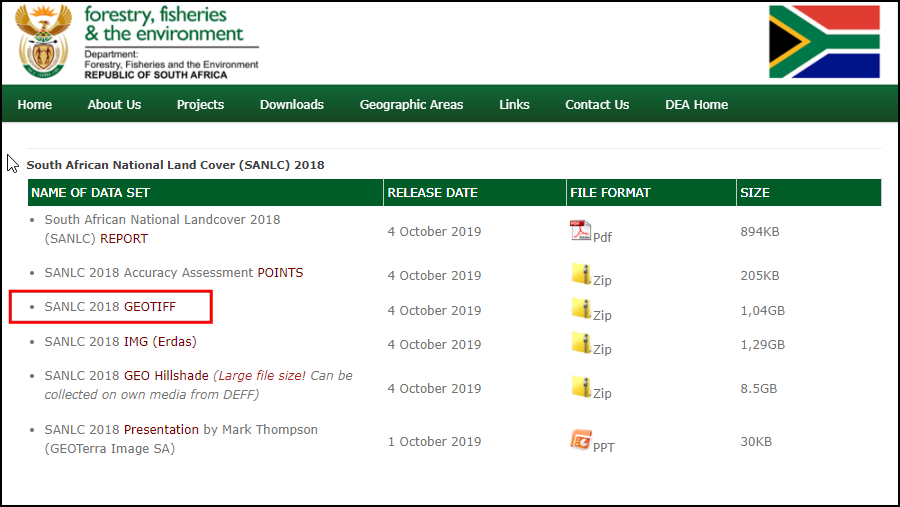 forestry, fisheries
& the environment
Department:
Forestry, Fisheries and the Environment
REPUBLIC OF SOUTH AFRICA
Home About Us Projects Downloads Geographic Areas Links Contact Us DEA Home
South African National Land Cover (SANLC) 2018
NAME OF DATA SET RELEASE DATE FILE FORMAT SIZE
South African National Landcover 2018
(SANLC) REPORT 4 October 2019 Pdf 894KB
SANLC 2018 Accuracy Assessment POINTS 4 October 2019 Zip 205KB
SANLC 2018 GEOTIFF 4 October 2019 Zip 1,04GB
SANLC 2018 IMG (Erdas) 4 October 2019 Zip 1,29GB
SANLC 2018 GEO Hillshade (Large file size! Can be
collected on own media from DEFF) 4 October 2019 Zip 8.5GB
SANLC 2018 Presentation by Mark Thompson
(GEOTerra Image SA) 1 October 2019 PPT 30KB